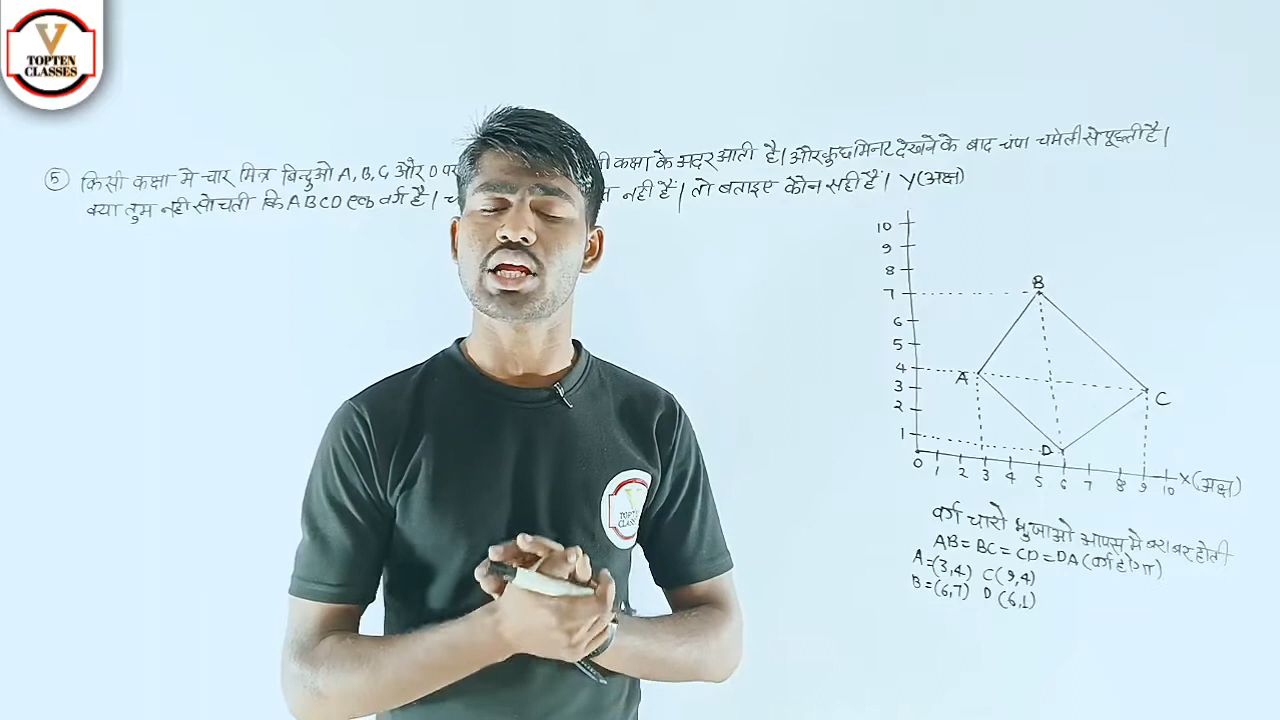 V
TOPTEN
CLASSES
⑤ किसी कक्षा मे चार मित्र बिन्दुओ A, B, C और D पर कक्षा के अन्दर आती है। और कुछ मिनट देखने के बाद चंपा चमेली से पूछती है।
क्या तुम नही सोचती कि ABCD एक वर्ग है। नही है। तो बताइए कौन सही है।
Y(अक्ष)
10
9
8
7
6
5
4
3
2
1
B
A
C
D
0 1 2 3 4 5 6 7 8 9 10 X(अक्ष)
वर्ग चारो भुजाओ आपस मे बराबर होती
AB = BC = CD = DA (वर्ग होगा)
A = (3,4) C (9,4)
B = (6,7) D (6,1)
V
TOPTEN